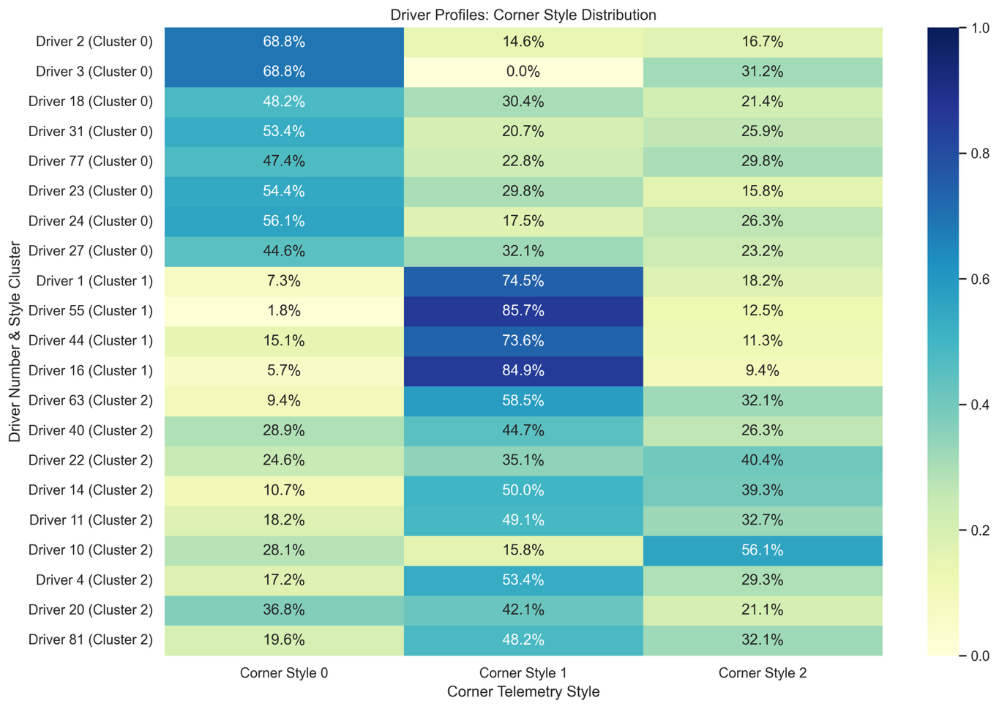 Driver Profiles: Corner Style Distribution
Driver Number & Style Cluster
Driver 2 (Cluster 0) 68.8% 14.6% 16.7%
Driver 3 (Cluster 0) 68.8% 0.0% 31.2%
Driver 18 (Cluster 0) 48.2% 30.4% 21.4%
Driver 31 (Cluster 0) 53.4% 20.7% 25.9%
Driver 77 (Cluster 0) 47.4% 22.8% 29.8%
Driver 23 (Cluster 0) 54.4% 29.8% 15.8%
Driver 24 (Cluster 0) 56.1% 17.5% 26.3%
Driver 27 (Cluster 0) 44.6% 32.1% 23.2%
Driver 1 (Cluster 1) 7.3% 74.5% 18.2%
Driver 55 (Cluster 1) 1.8% 85.7% 12.5%
Driver 44 (Cluster 1) 15.1% 73.6% 11.3%
Driver 16 (Cluster 1) 5.7% 84.9% 9.4%
Driver 63 (Cluster 2) 9.4% 58.5% 32.1%
Driver 40 (Cluster 2) 28.9% 44.7% 26.3%
Driver 22 (Cluster 2) 24.6% 35.1% 40.4%
Driver 14 (Cluster 2) 10.7% 50.0% 39.3%
Driver 11 (Cluster 2) 18.2% 49.1% 32.7%
Driver 10 (Cluster 2) 28.1% 15.8% 56.1%
Driver 4 (Cluster 2) 17.2% 53.4% 29.3%
Driver 20 (Cluster 2) 36.8% 42.1% 21.1%
Driver 81 (Cluster 2) 19.6% 48.2% 32.1%
Corner Style 0 Corner Style 1 Corner Style 2
Corner Telemetry Style
1.0
0.8
0.6
0.4
0.2
0.0